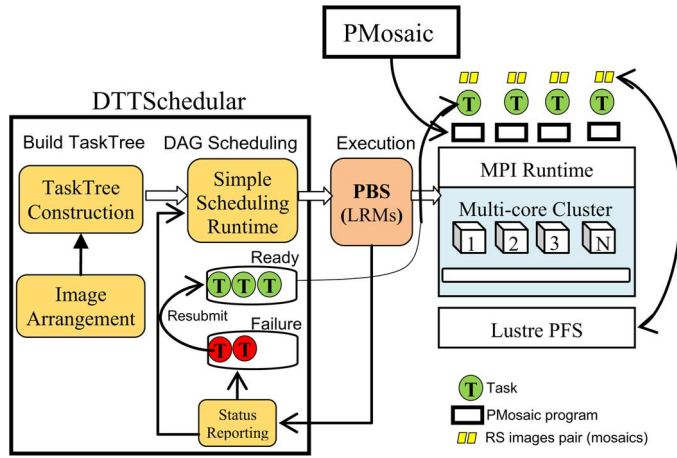 PMosaic
DTTSchedular
Build TaskTree
DAG Scheduling
Execution
TaskTree
Construction
Simple
Scheduling
Runtime
PBS
(LRMs)
T
T
T
T
MPI Runtime
Multi-core Cluster
1
2
3
N
Lustre PFS
Image
Arrangement
Ready
T
T
T
Resubmit
Failure
T
T
Status
Reporting
T
Task
PMosaic program
RS images pair (mosaics)